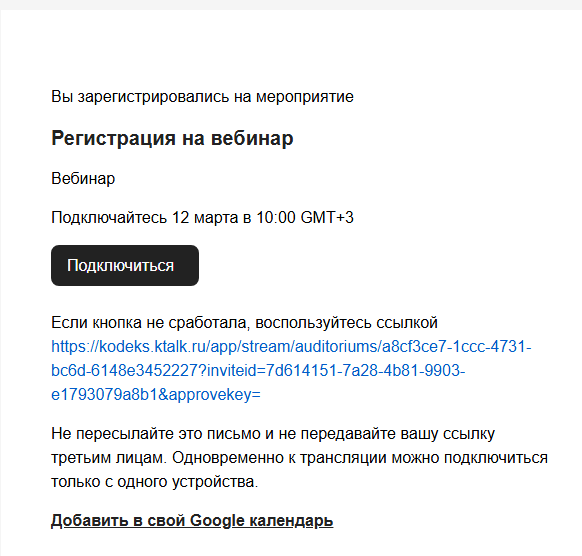 Вы зарегистрировались на мероприятие
Регистрация на вебинар
Вебинар
Подключайтесь 12 марта в 10:00 GMT+3
Подключиться
Если кнопка не сработала, воспользуйтесь ссылкой
https://kodeks.ktalk.ru/app/stream/auditoriums/a8cf3ce7-1ccc-4731-
bc6d-6148e3452227?inviteid=7d614151-7a28-4b81-9903-
e1793079a8b1&approvekey=
Не пересылайте это письмо и не передавайте вашу ссылку
третьим лицам. Одновременно к трансляции можно подключиться
только с одного устройства.
Добавить в свой Google календарь